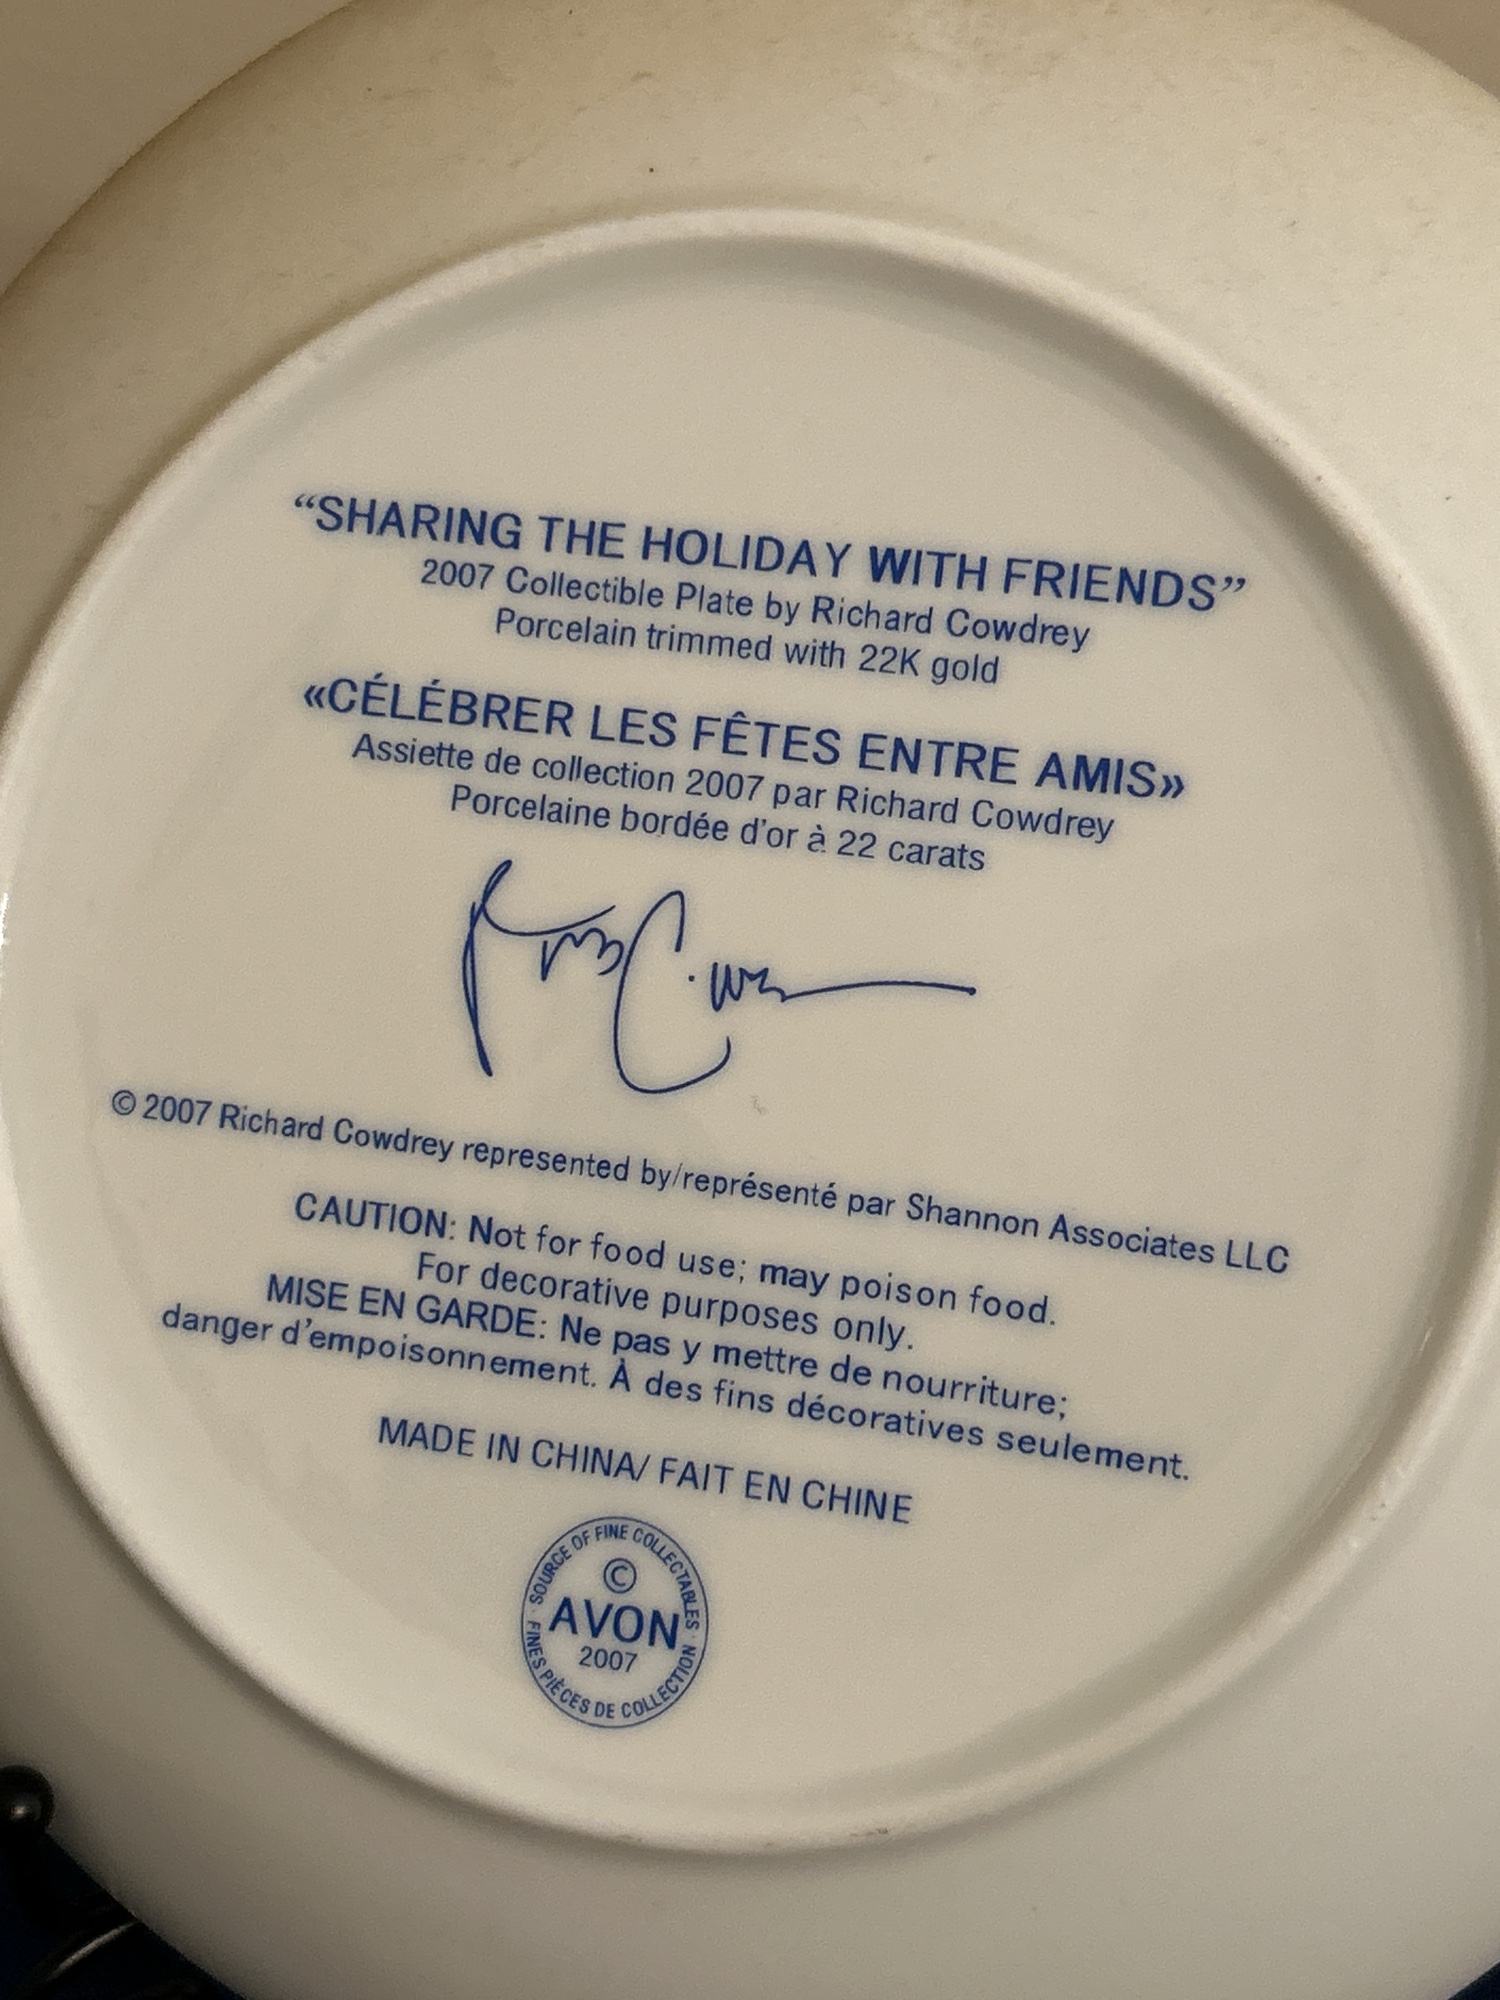 “SHARING THE HOLIDAY WITH FRIENDS”
2007 Collectible Plate by Richard Cowdrey
Porcelain trimmed with 22K gold
«CÉLÉBRER LES FÊTES ENTRE AMIS»
Assiette de collection 2007 par Richard Cowdrey
Porcelaine bordée d'or à 22 carats
© 2007 Richard Cowdrey represented by/représenté par Shannon Associates LLC
CAUTION: Not for food use; may poison food.
For decorative purposes only.
MISE EN GARDE: Ne pas y mettre de nourriture;
danger d'empoisonnement. À des fins décoratives seulement.
MADE IN CHINA/ FAIT EN CHINE
· SOURCE OF FINE COLLECTABLES ·
©
AVON
2007
FINES PIÈCES DE COLLECTION